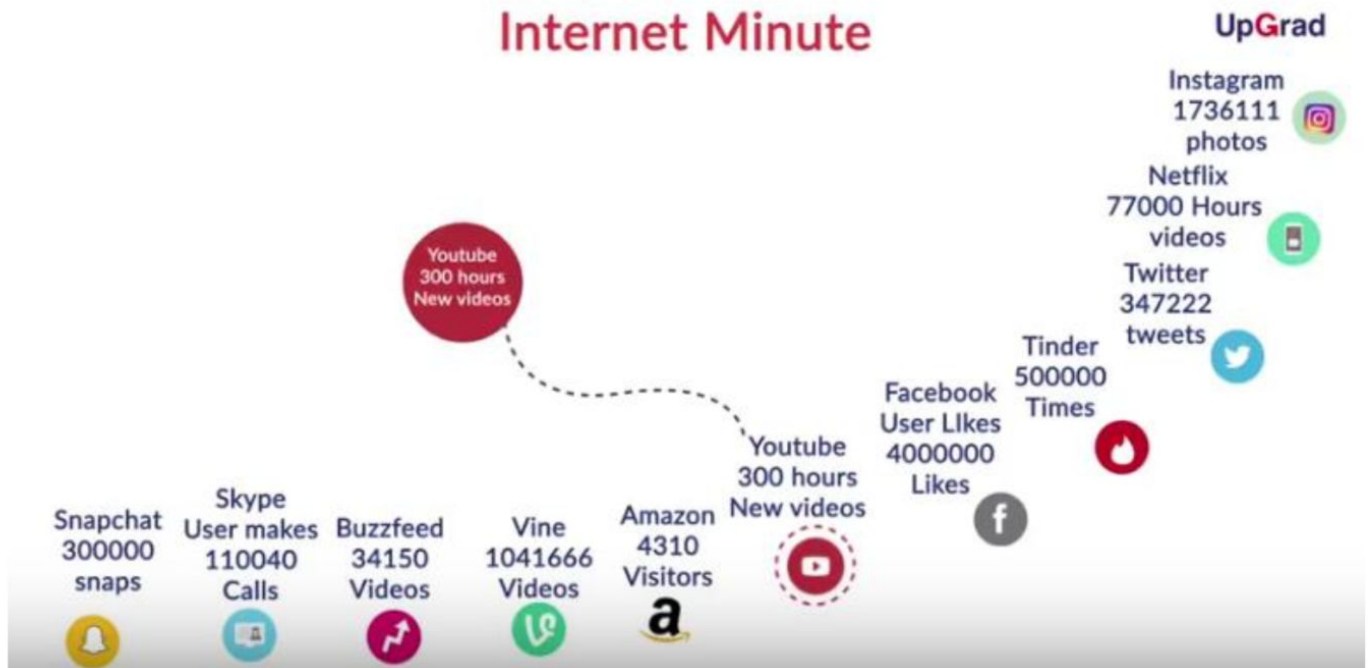 Internet Minute
UpGrad
Instagram
1736111
photos
Netflix
77000 Hours
videos
Twitter
347222
tweets
Tinder
500000
Times
Facebook
User LIkes
4000000
Likes
Youtube
300 hours
New videos
Youtube
300 hours
New videos
Amazon
4310
Visitors
Vine
1041666
Videos
Buzzfeed
34150
Videos
Skype
User makes
110040
Calls
Snapchat
300000
snaps